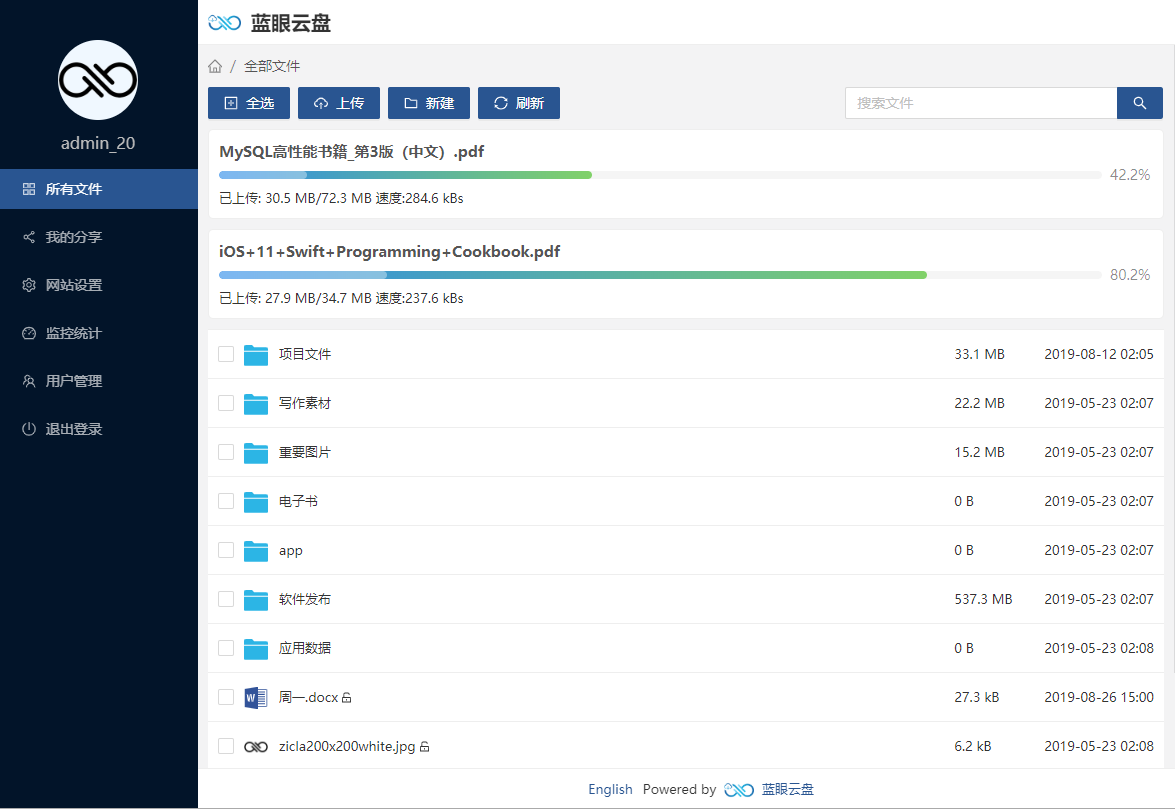 蓝眼云盘
admin_20
所有文件
我的分享
网站设置
监控统计
用户管理
退出登录
/ 全部文件
全选 上传 新建 刷新 搜索文件
MySQL高性能书籍_第3版（中文）.pdf
42.2%
已上传: 30.5 MB/72.3 MB 速度:284.6 kBs
iOS+11+Swift+Programming+Cookbook.pdf
80.2%
已上传: 27.9 MB/34.7 MB 速度:237.6 kBs
项目文件 33.1 MB 2019-08-12 02:05
写作素材 22.2 MB 2019-05-23 02:07
重要图片 15.2 MB 2019-05-23 02:07
电子书 0 B 2019-05-23 02:07
app 0 B 2019-05-23 02:07
软件发布 537.3 MB 2019-05-23 02:07
应用数据 0 B 2019-05-23 02:08
周一.docx 27.3 kB 2019-08-26 15:00
zicla200x200white.jpg 6.2 kB 2019-05-23 02:08
English Powered by 蓝眼云盘